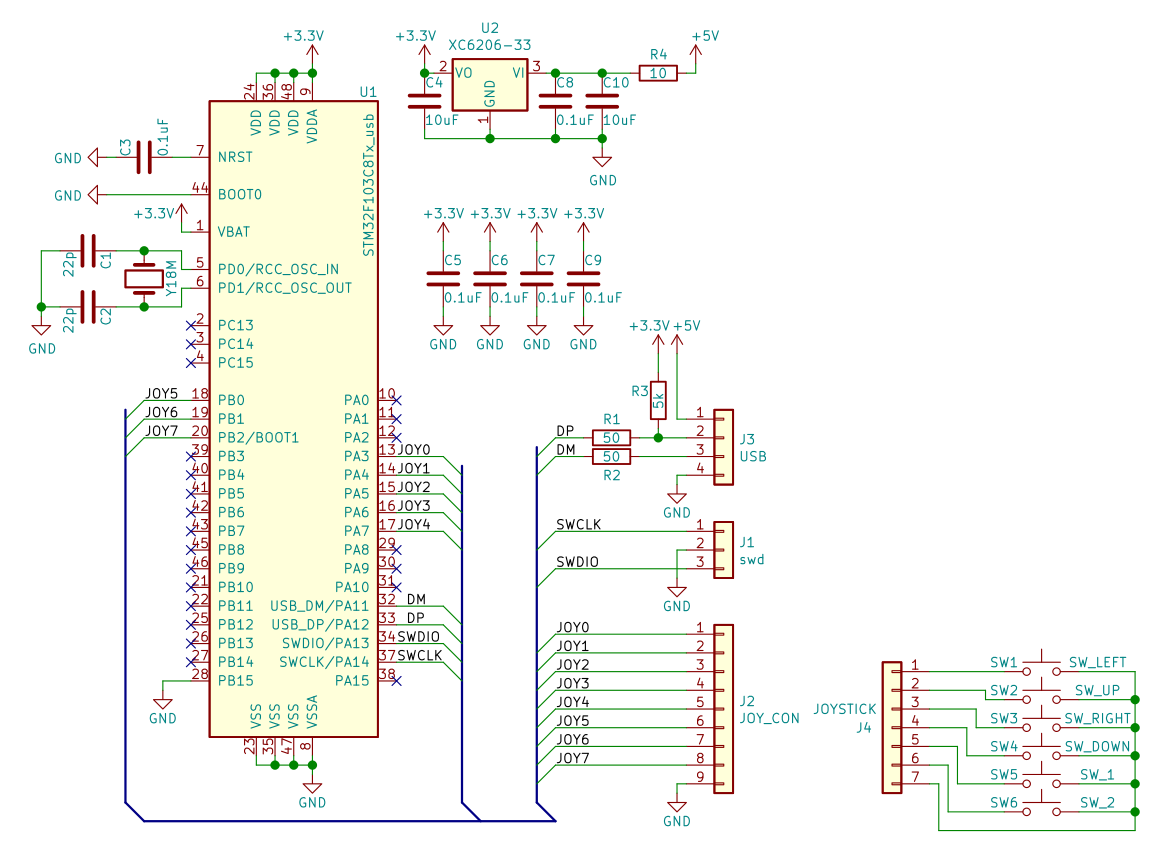 +3.3V
24
36
48
9
VDD
VDD
VDD
VDDA
U1
STM32F103C8Tx_usb
GND
C3
0.1uF
7
NRST
GND
44
BOOT0
+3.3V
1
VBAT
22p
C1
5
PD0/RCC_OSC_IN
Y18M
6
PD1/RCC_OSC_OUT
22p
C2
GND
2
PC13
3
PC14
4
PC15
JOY5
18
PB0
JOY6
19
PB1
JOY7
20
PB2/BOOT1
39
PB3
40
PB4
41
PB5
42
PB6
43
PB7
45
PB8
46
PB9
21
PB10
22
PB11
25
PB12
26
PB13
27
PB14
28
PB15
GND
PA0
10
PA1
11
PA2
12
PA3
13
JOY0
PA4
14
JOY1
PA5
15
JOY2
PA6
16
JOY3
PA7
17
JOY4
PA8
29
PA9
30
PA10
31
USB_DM/PA11
32
DM
USB_DP/PA12
33
DP
SWDIO/PA13
34
SWDIO
SWCLK/PA14
37
SWCLK
PA15
38
VSS
VSS
VSS
VSSA
23
35
47
8
GND
U2
XC6206-33
+3.3V
2
VO
VI
3
GND
1
C4
10uF
C8
0.1uF
C10
10uF
R4
10
+5V
GND
+3.3V
+3.3V
+3.3V
+3.3V
C5
C6
C7
C9
0.1uF
0.1uF
0.1uF
0.1uF
GND
GND
GND
GND
+3.3V
+5V
R3
5k
R1
50
DP
DM
50
R2
1
2
3
4
J3
USB
GND
SWCLK
SWDIO
1
2
3
J1
swd
GND
JOY0
1
JOY1
2
JOY2
3
JOY3
4
JOY4
5
JOY5
6
JOY6
7
JOY7
8
9
J2
JOY_CON
GND
JOYSTICK
J4
1
2
3
4
5
6
7
SW1
SW_LEFT
SW2
SW_UP
SW3
SW_RIGHT
SW4
SW_DOWN
SW5
SW_1
SW6
SW_2